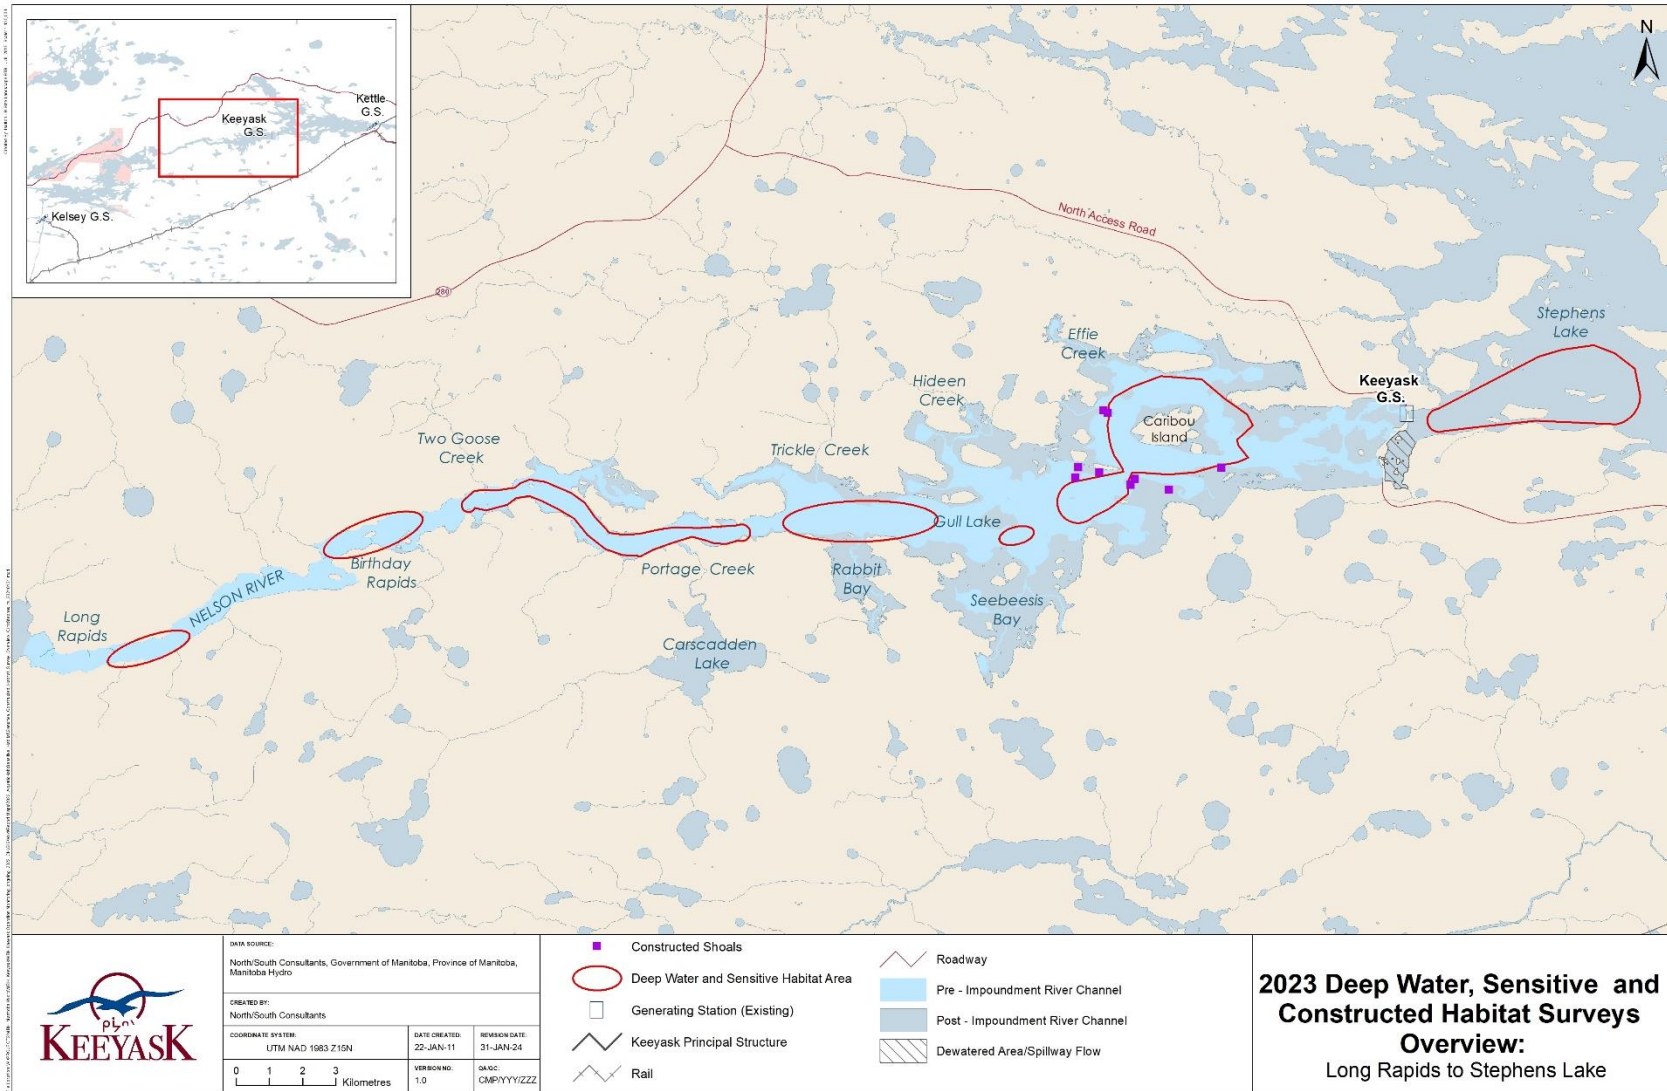 N
Kettle
G.S.
Keeyask
G.S.
Kelsey G.S.
North Access Road
280
Stephens
Lake
Effie
Creek
Keeyask
G.S.
Hideen
Creek
Caribou
Island
Two Goose
Creek
Trickle Creek
Gull Lake
Birthday
Rapids
Portage Creek
Rabbit
Bay
NELSON RIVER
Seebeesis
Bay
Long
Rapids
Carscadden
Lake
KEEYASK
DATA SOURCE:
North/South Consultants, Government of Manitoba, Province of Manitoba,
Manitoba Hydro
CREATED BY:
North/South Consultants
COORDINATE SYSTEM:
UTM NAD 1983 Z15N
DATE CREATED:
22-JAN-11
REVISION DATE:
31-JAN-24
0 1 2 3 Kilometres
VERSION NO.
1.0
QA/QC:
CMP/YYY/ZZZ
Constructed Shoals
Deep Water and Sensitive Habitat Area
Generating Station (Existing)
Keeyask Principal Structure
Rail
Roadway
Pre - Impoundment River Channel
Post - Impoundment River Channel
Dewatered Area/Spillway Flow
2023 Deep Water, Sensitive and
Constructed Habitat Surveys
Overview:
Long Rapids to Stephens Lake